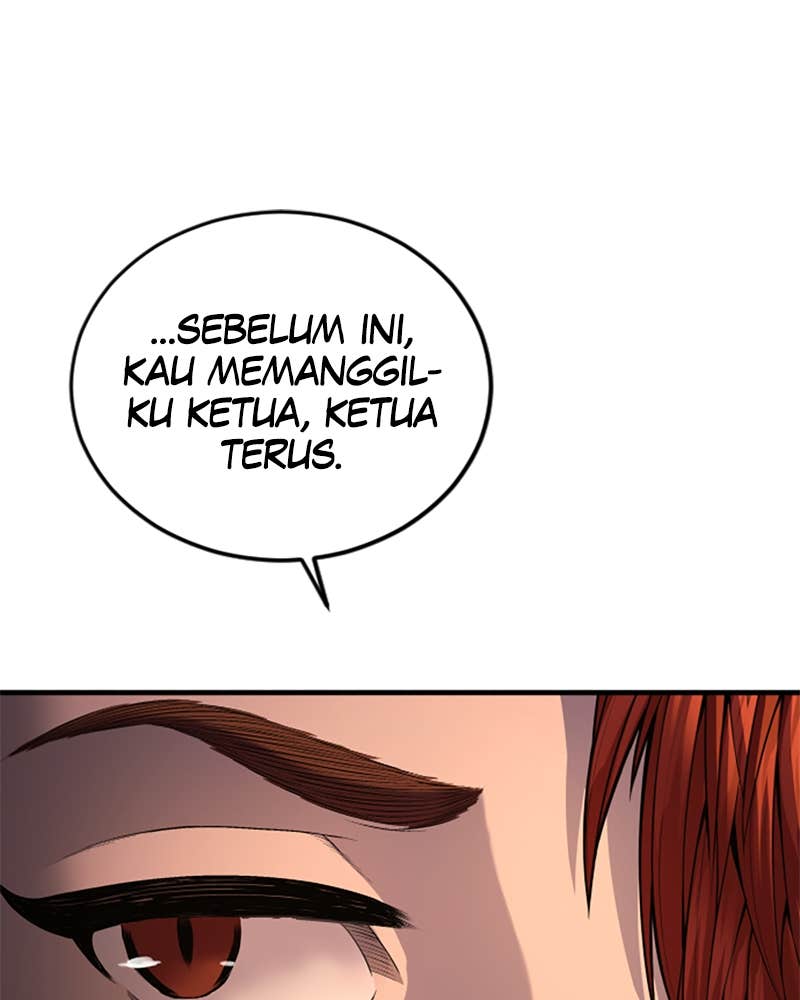 ...SEBELUM INI,
KAU MEMANGGIL-
KU KETUA, KETUA
TERUS.